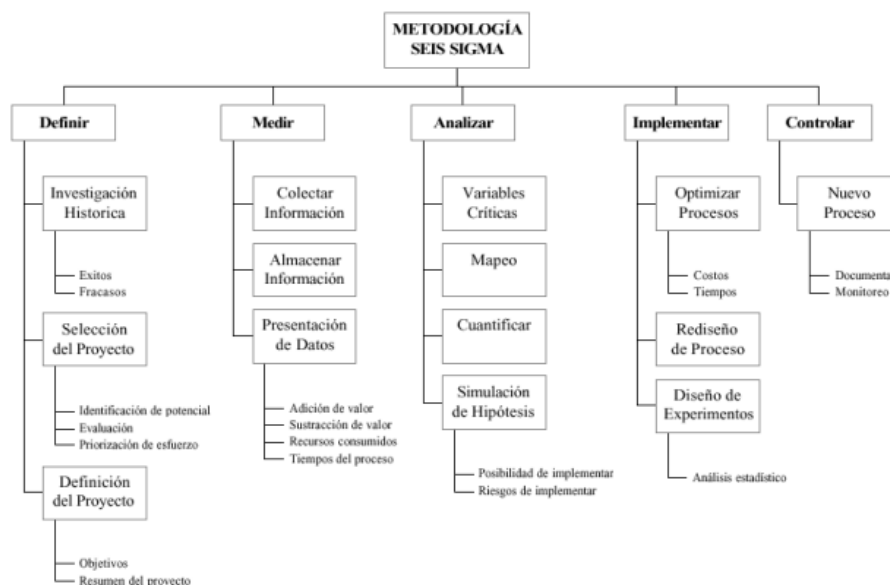 METODOLOGÍA
SEIS SIGMA
Definir
Investigación
Historica
Exitos
Fracasos
Selección
del Proyecto
Identificación de potencial
Evaluación
Priorización de esfuerzo
Definición
del Proyecto
Objetivos
Resumen del proyecto
Medir
Colectar
Información
Almacenar
Información
Presentación
de Datos
Adición de valor
Sustracción de valor
Recursos consumidos
Tiempos del proceso
Analizar
Variables
Críticas
Mapeo
Cuantificar
Simulación
de Hipótesis
Posibilidad de implementar
Riesgos de implementar
Implementar
Optimizar
Procesos
Costos
Tiempos
Rediseño
de Proceso
Diseño de
Experimentos
Análisis estadístico
Controlar
Nuevo
Proceso
Documenta
Monitoreo